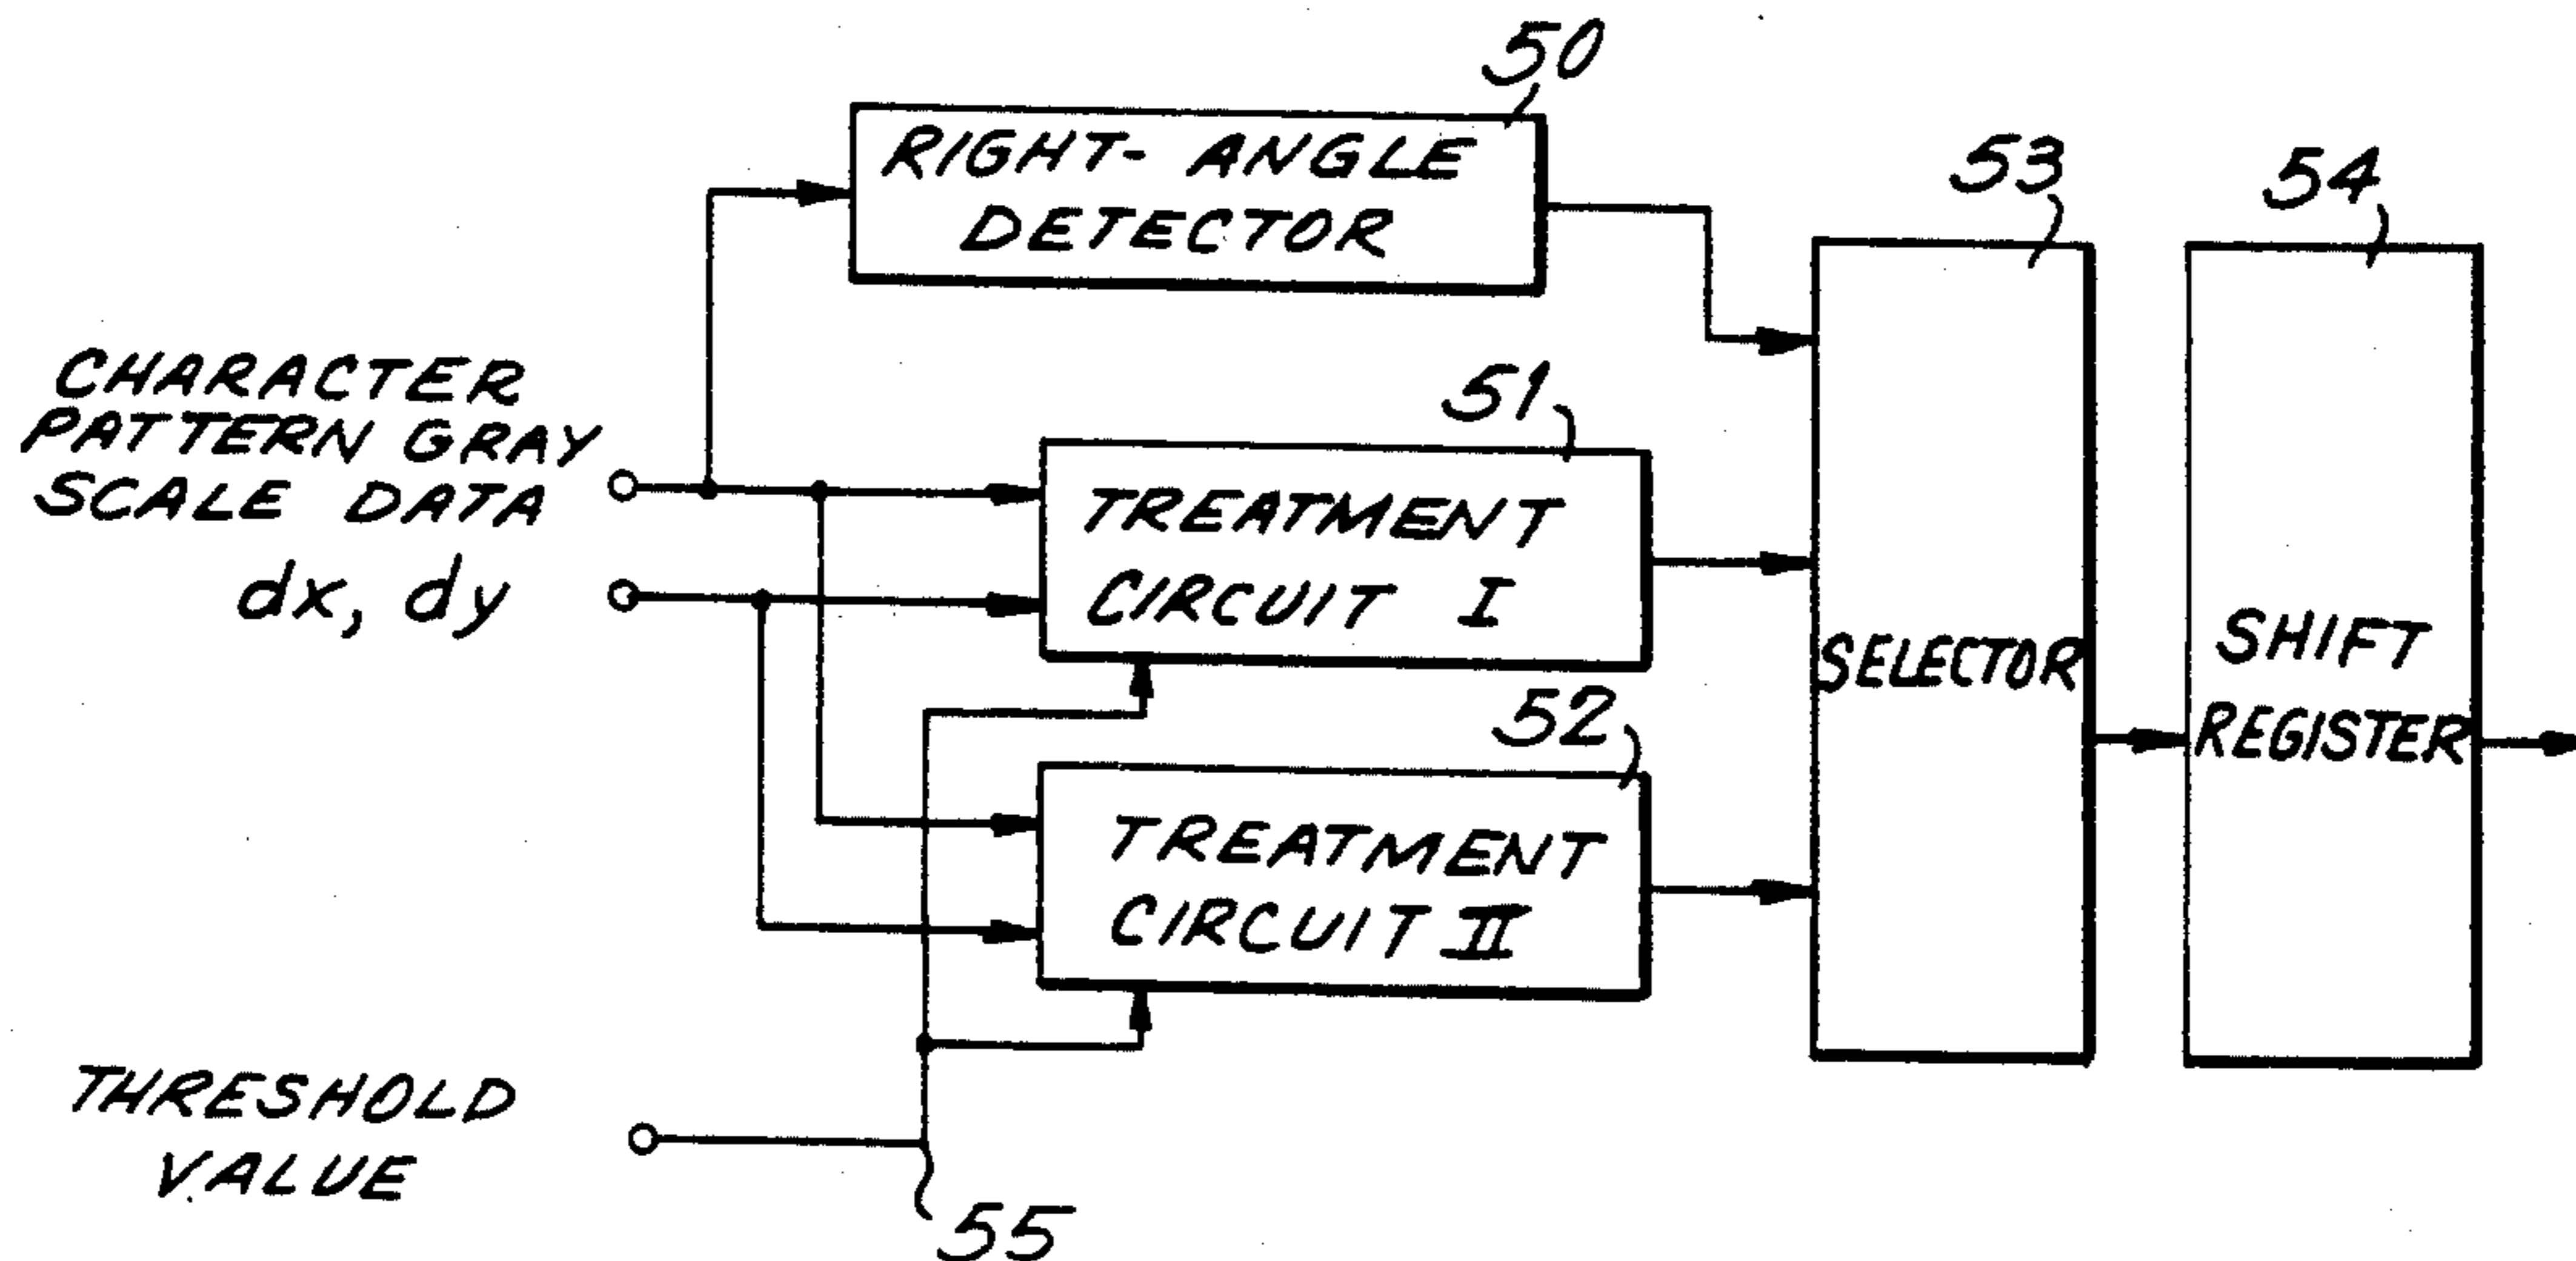 50
RIGHT- ANGLE
DETECTOR
53
54
CHARACTER
PATTERN GRAY
SCALE DATA
dx, dy
51
TREATMENT
CIRCUIT I
52
TREATMENT
CIRCUIT II
SELECTOR
SHIFT
REGISTER
THRESHOLD
VALUE
55